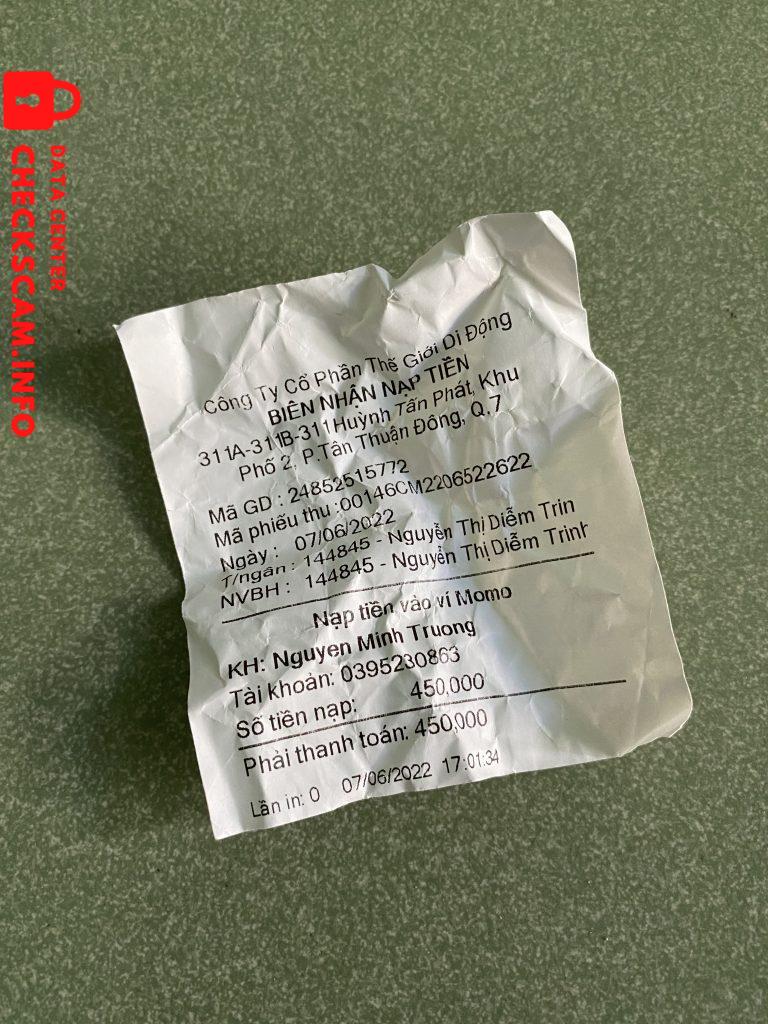 DATA CENTER
CHECKSCAM.INFO
Công Ty Cổ Phần Thế Giới Di Động
BIÊN NHẬN NẠP TIỀN
311A-311B-311Huỳnh Tấn Phát, Khu
Phố 2, P.Tân Thuận Đông, Q.7
Mã GD : 24852515772
Mã phiếu thu :00146CM2206522622
Ngày : 07/06/2022
T/ngân : 144845 - Nguyễn Thị Diễm Trin
NVBH : 144845 - Nguyễn Thị Diễm Trinh
Nạp tiền vào ví Momo
KH: Nguyen Minh Truong
Tài khoản: 0395230863
Số tiền nạp: 450,000
Phải thanh toán: 450,000
Lần in: 0 07/06/2022 17:01:34